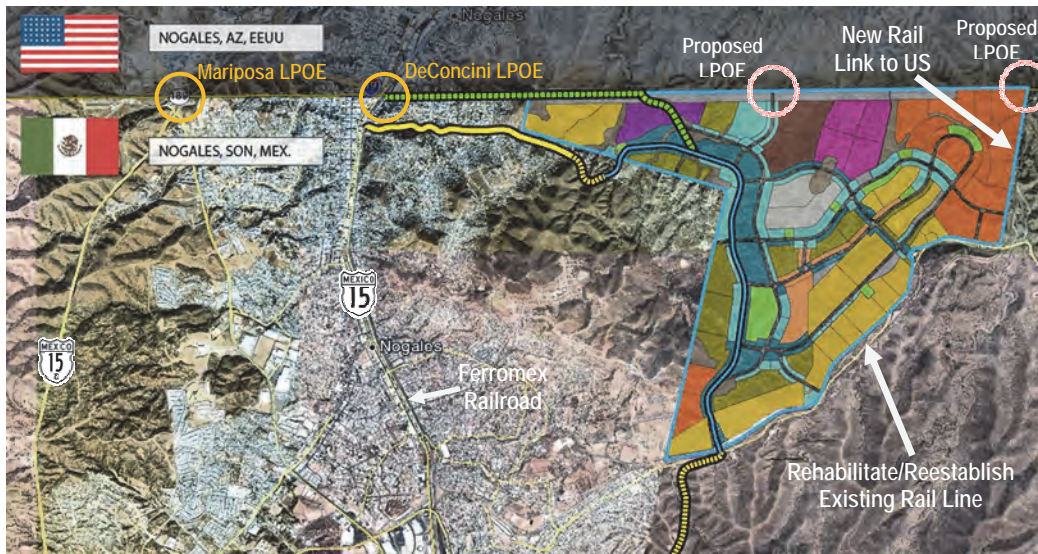 Nogales
NOGALES, AZ, EEUU
Mariposa LPOE
DeConcini LPOE
Proposed
LPOE
New Rail
Link to US
Proposed
LPOE
NOGALES, SON, MEX.
MEXICO
15
MEXICO
15
Nogales
Ferromex
Railroad
Rehabilitate/Reestablish
Existing Rail Line